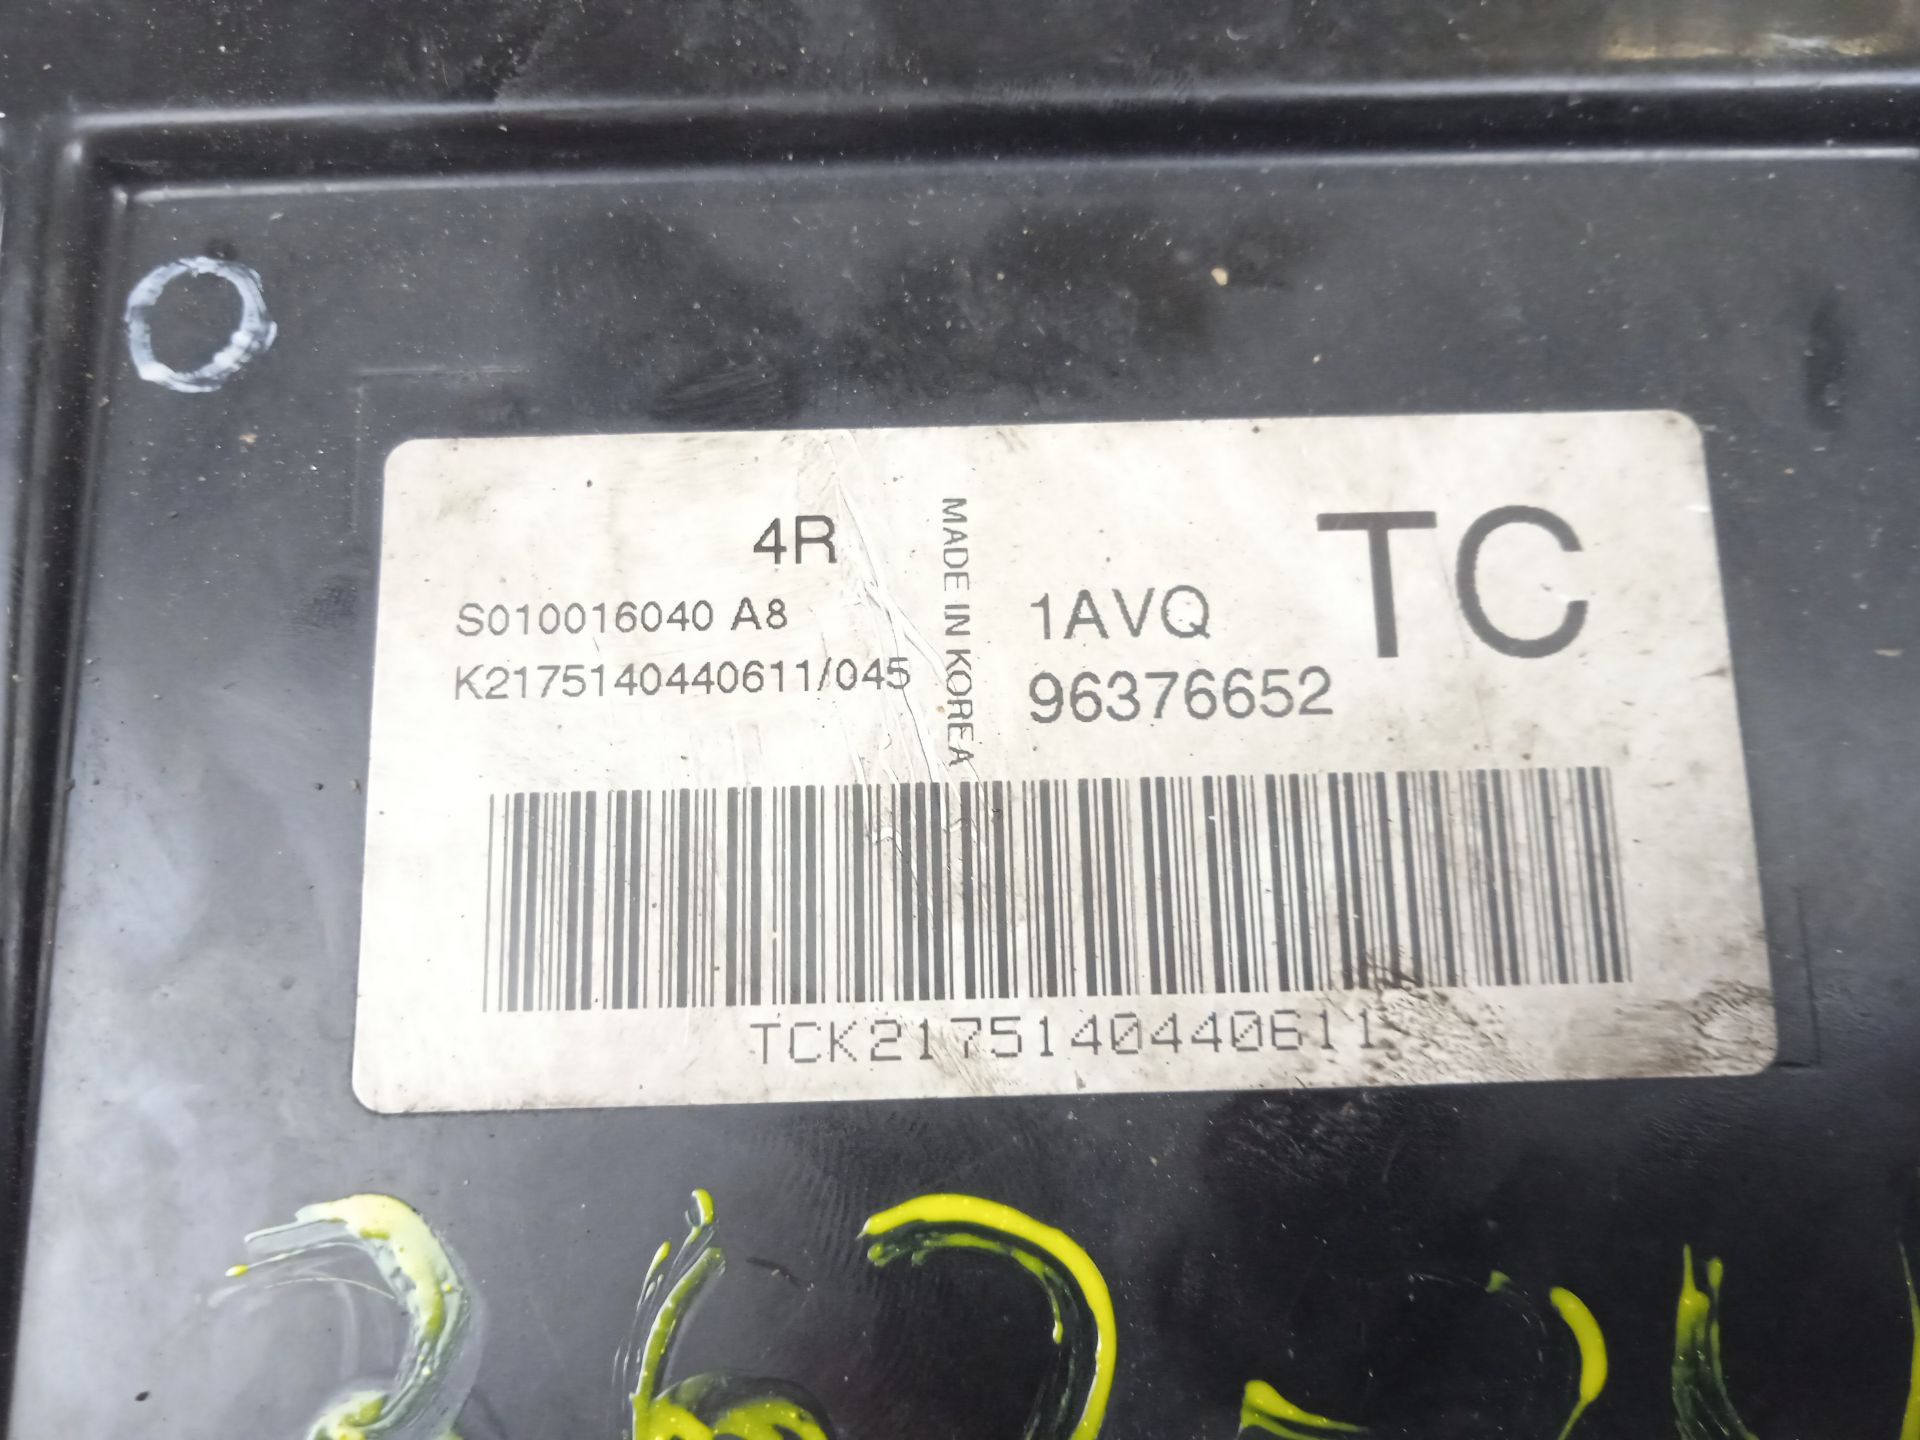 4R
S010016040 A8
K2175140440611/045
MADE IN KOREA
TC
1AVQ
96376652
TCK2175140440611